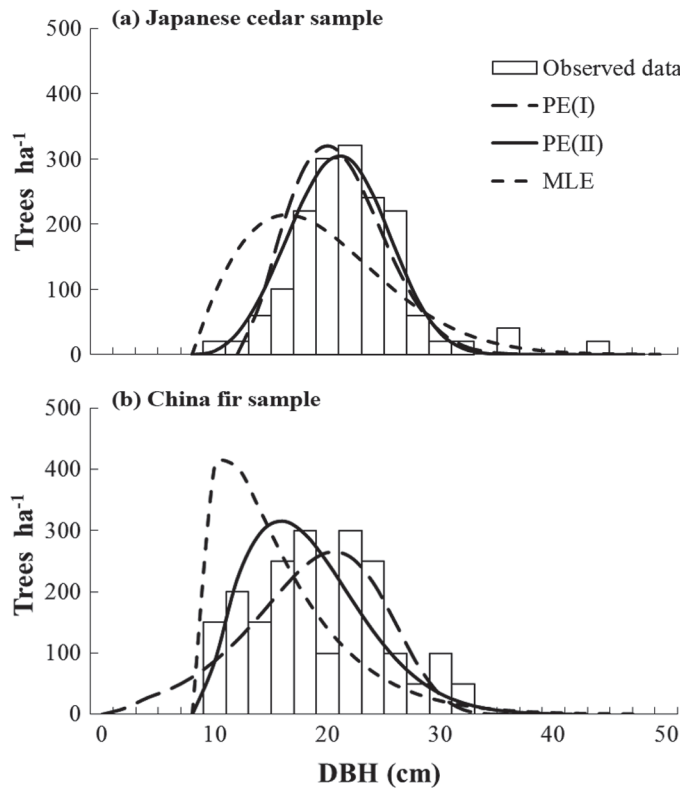 (a) Japanese cedar sample
500
400
300
200
100
0
Trees ha⁻¹
Observed data
PE(I)
PE(II)
MLE
(b) China fir sample
500
400
300
200
100
0
Trees ha⁻¹
0 10 20 30 40 50
DBH (cm)